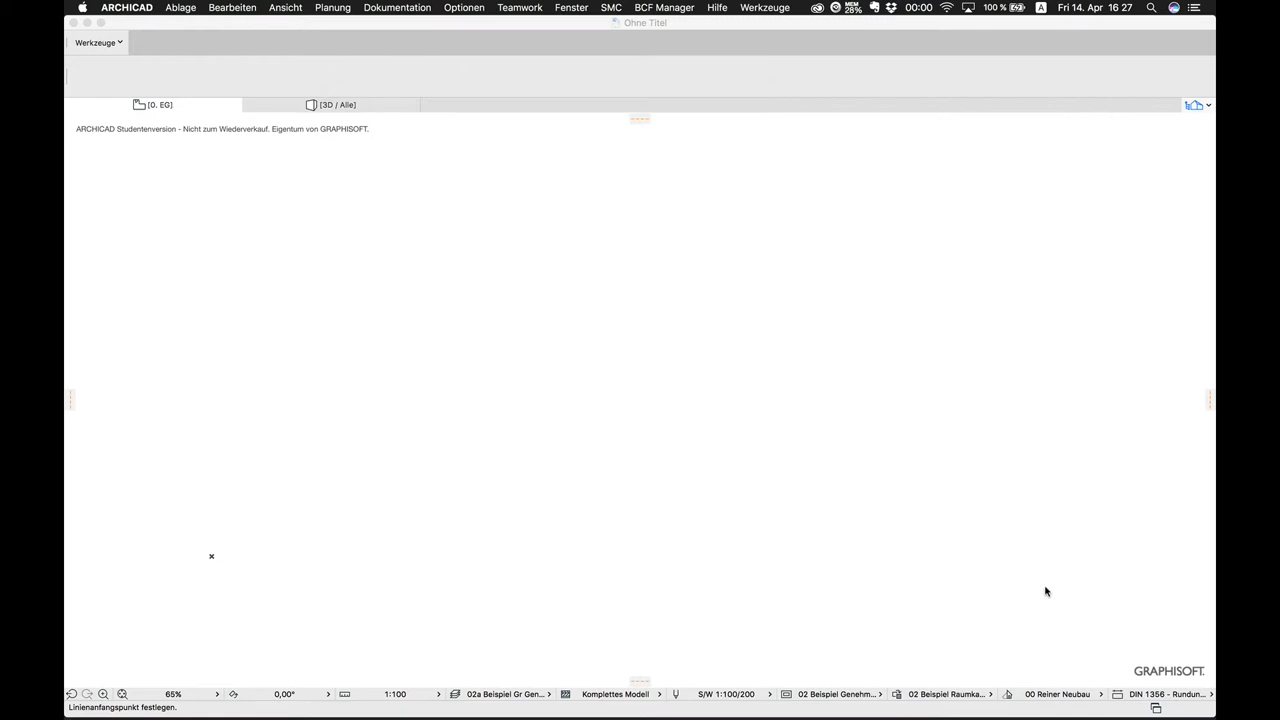 ARCHICAD Ablage Bearbeiten Ansicht Planung Dokumentation Optionen Teamwork Fenster SMC BCF Manager Hilfe Werkzeuge MEM 28% 00:00 100 % A Fri 14. Apr 16 27
Ohne Titel
Werkzeuge
[0. EG] [3D / Alle]
ARCHICAD Studentenversion - Nicht zum Wiederverkauf. Eigentum von GRAPHISOFT.
GRAPHISOFT.
65% 0,00° 1:100 02a Beispiel Gr Gen... Komplettes Modell S/W 1:100/200 02 Beispiel Genehm... 02 Beispiel Raumka... 00 Reiner Neubau DIN 1356 - Rundun...
Linienanfangspunkt festlegen.